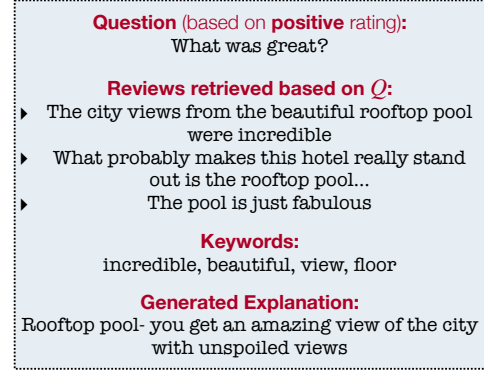 Question (based on positive rating):
What was great?
Reviews retrieved based on Q:
‣ The city views from the beautiful rooftop pool
were incredible
‣ What probably makes this hotel really stand
out is the rooftop pool...
‣ The pool is just fabulous
Keywords:
incredible, beautiful, view, floor
Generated Explanation:
Rooftop pool- you get an amazing view of the city
with unspoiled views